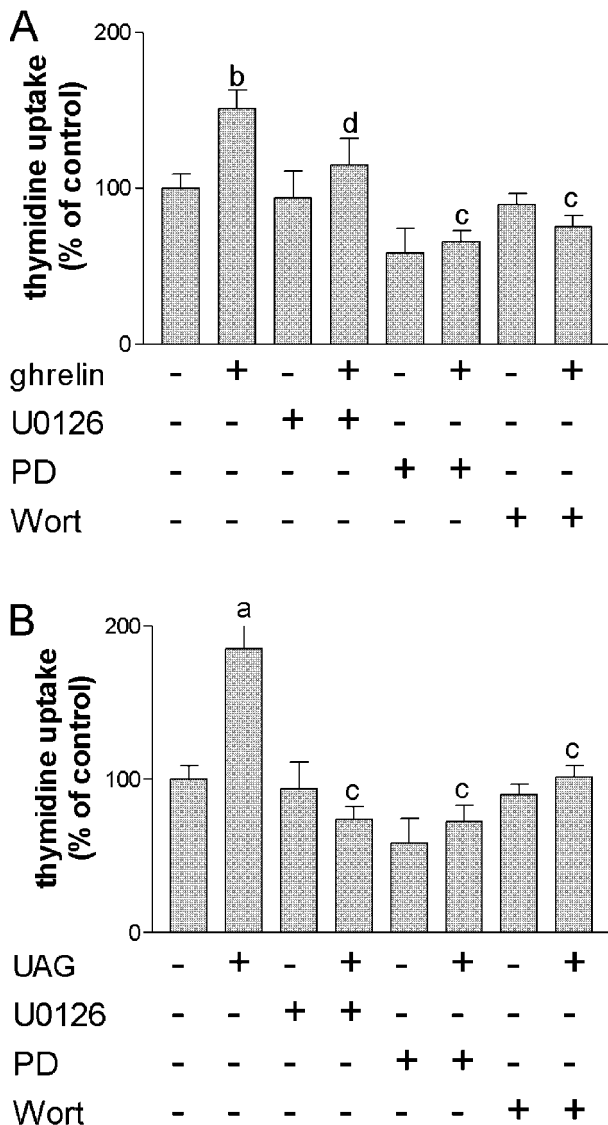 A
thymidine uptake
(% of control)
200
100
0
b
d
c
c
ghrelin - + - + - + - +
U0126 - - + + - - - -
PD - - - - + + - -
Wort - - - - - - + +
B
thymidine uptake
(% of control)
200
100
0
a
c
c
c
UAG - + - + - + - +
U0126 - - + + - - - -
PD - - - - + + - -
Wort - - - - - - + +